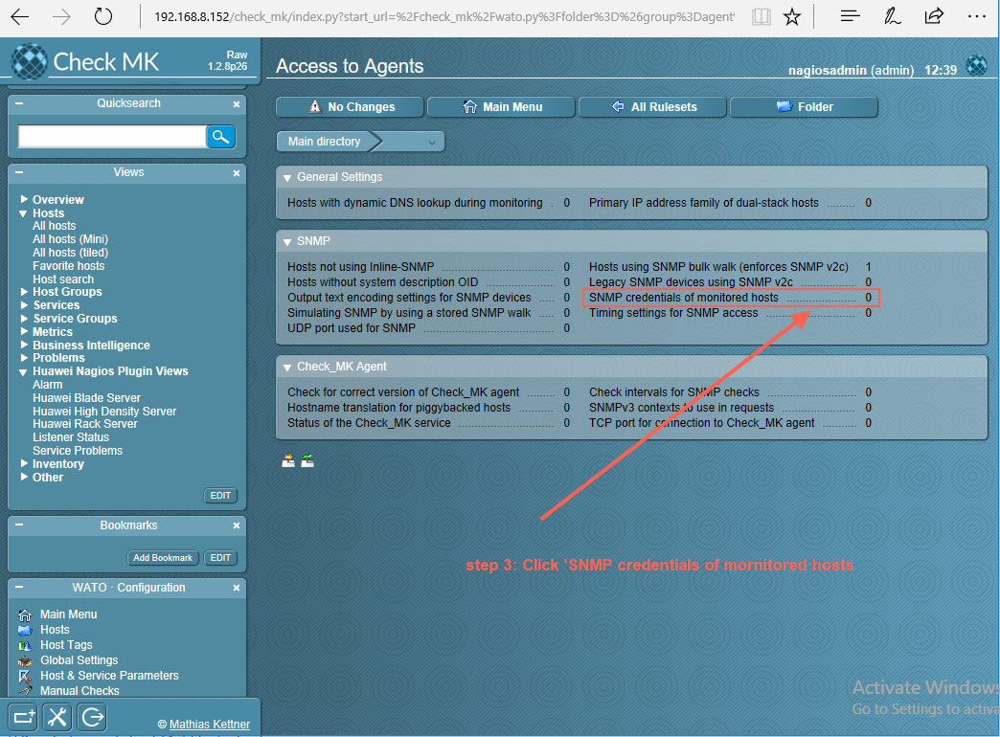 192.168.8.152/check_mk/index.py?start_url=%2Fcheck_mk%2Fwato.py%3Ffolder%3D%26group%3Dagent
Check MK
Raw
1.2.8p26
Access to Agents
nagiosadmin (admin) 12:39
Quicksearch
No Changes
Main Menu
All Rulesets
Folder
Main directory
Views
Overview
Hosts
All hosts
All hosts (Mini)
All hosts (tiled)
Favorite hosts
Host search
Host Groups
Services
Service Groups
Metrics
Business Intelligence
Problems
Huawei Nagios Plugin Views
Alarm
Huawei Blade Server
Huawei High Density Server
Huawei Rack Server
Listener Status
Service Problems
Inventory
Other
EDIT
Bookmarks
Add Bookmark EDIT
WATO - Configuration
Main Menu
Hosts
Host Tags
Global Settings
Host & Service Parameters
Manual Checks
© Mathias Kettner
General Settings
Hosts with dynamic DNS lookup during monitoring . 0 Primary IP address family of dual-stack hosts ........ 0
SNMP
Hosts not using Inline-SNMP 0 Hosts using SNMP bulk walk (enforces SNMP v2c) 1
Hosts without system description OID 0 Legacy SNMP devices using SNMP v2c 0
Output text encoding settings for SNMP devices 0 SNMP credentials of monitored hosts 0
Simulating SNMP by using a stored SNMP walk 0 Timing settings for SNMP access 0
UDP port used for SNMP 0
Check_MK Agent
Check for correct version of Check_MK agent 0 Check intervals for SNMP checks 0
Hostname translation for piggybacked hosts 0 SNMPv3 contexts to use in requests 0
Status of the Check_MK service 0 TCP port for connection to Check_MK agent 0
step 3: Click 'SNMP credentials of mornitored hosts
Activate Windows
Go to Settings to activa